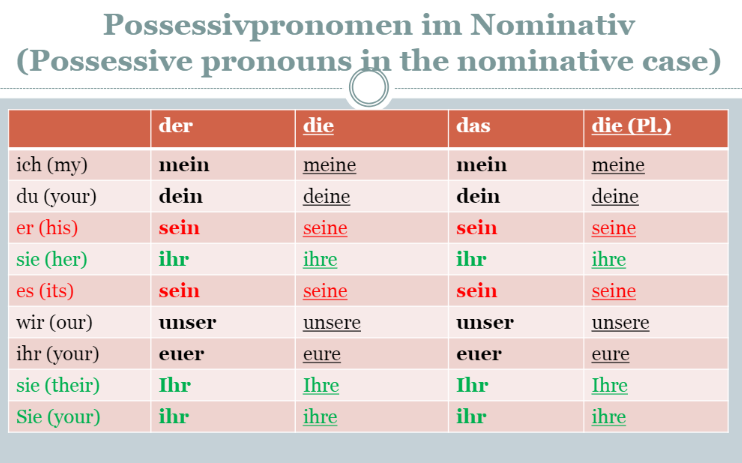 Possessivpronomen im Nominativ
(Possessive pronouns in the nominative case)
der die das die (Pl.)
ich (my) mein meine mein meine
du (your) dein deine dein deine
er (his) sein seine sein seine
sie (her) ihr ihre ihr ihre
es (its) sein seine sein seine
wir (our) unser unsere unser unsere
ihr (your) euer eure euer eure
sie (their) Ihr Ihre Ihr Ihre
Sie (your) ihr ihre ihr ihre